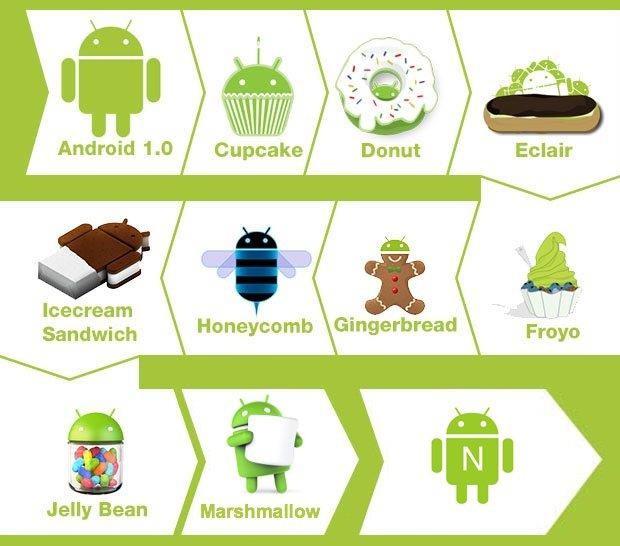 Android 1.0
Cupcake
Donut
Eclair
Icecream
Sandwich
Honeycomb
Gingerbread
Froyo
Jelly Bean
Marshmallow
N